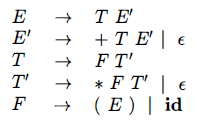 E → T E′
E′ → + T E′ | ϵ
T → F T′
T′ → ∗ F T′ | ϵ
F → ( E ) | id